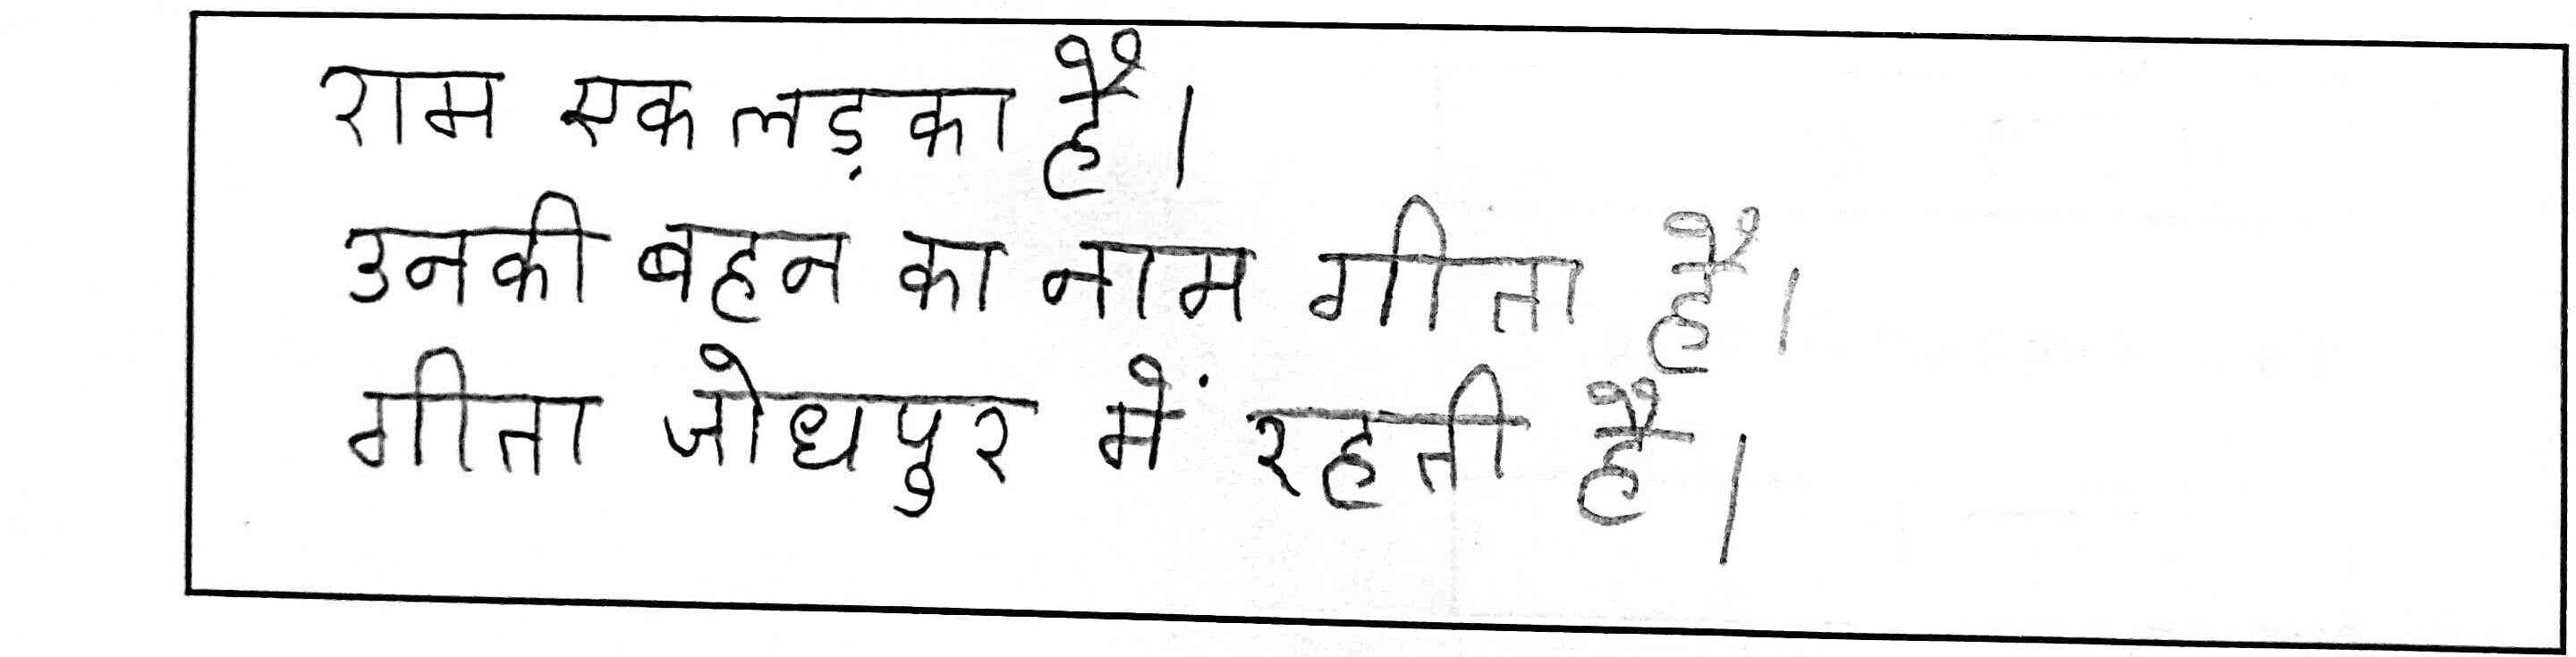 राम एक लड़का है।
उनकी बहन का नाम गीता है।
गीता जोधपुर में रहती है।